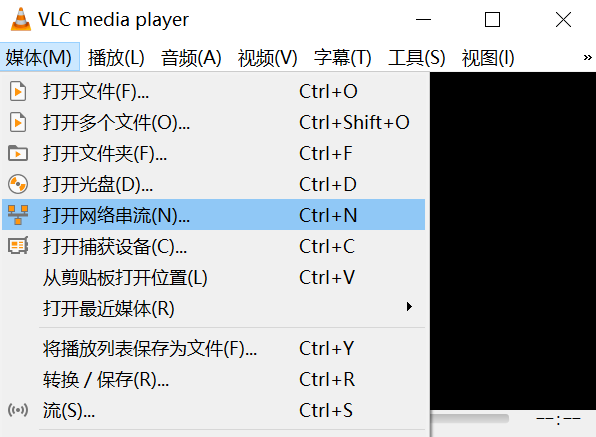 VLC media player
媒体(M) 播放(L) 音频(A) 视频(V) 字幕(T) 工具(S) 视图(I) »
打开文件(F)... Ctrl+O
打开多个文件(O)... Ctrl+Shift+O
打开文件夹(F)... Ctrl+F
打开光盘(D)... Ctrl+D
打开网络串流(N)... Ctrl+N
打开捕获设备(C)... Ctrl+C
从剪贴板打开位置(L) Ctrl+V
打开最近媒体(R)
将播放列表保存为文件(F)... Ctrl+Y
转换 / 保存(R)... Ctrl+R
流(S)... Ctrl+S
--:--